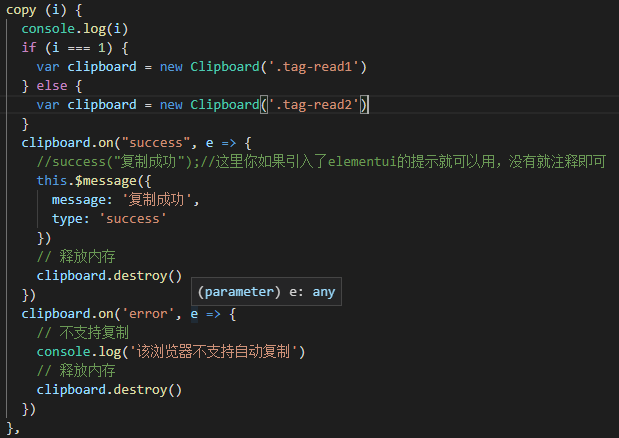 copy (i) {
console.log(i)
if (i === 1) {
var clipboard = new Clipboard('.tag-read1')
} else {
var clipboard = new Clipboard('.tag-read2')
}
clipboard.on("success", e => {
//success("复制成功");//这里你如果引入了elementui的提示就可以用，没有就注释即可
this.$message({
message: '复制成功',
type: 'success'
})
// 释放内存
clipboard.destroy()
})
(parameter) e: any
clipboard.on('error', e => {
// 不支持复制
console.log('该浏览器不支持自动复制')
// 释放内存
clipboard.destroy()
})
},